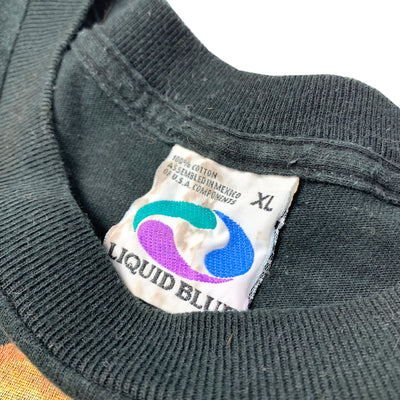 100% COTTON
ASSEMBLED IN MEXICO
OF U.S.A. COMPONENTS
XL
LIQUID BLUE